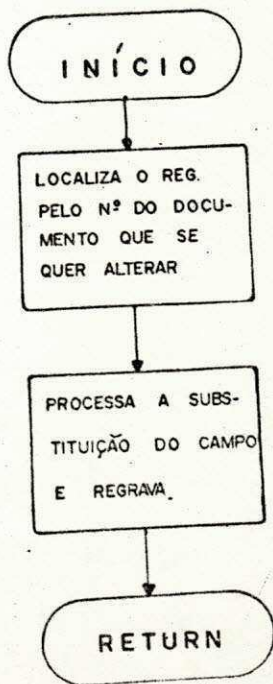 INÍCIO
LOCALIZA O REG.
PELO Nº DO DOCU-
MENTO QUE SE
QUER ALTERAR
PROCESSA A SUBS-
TITUIÇÃO DO CAMPO
E REGRAVA.
RETURN